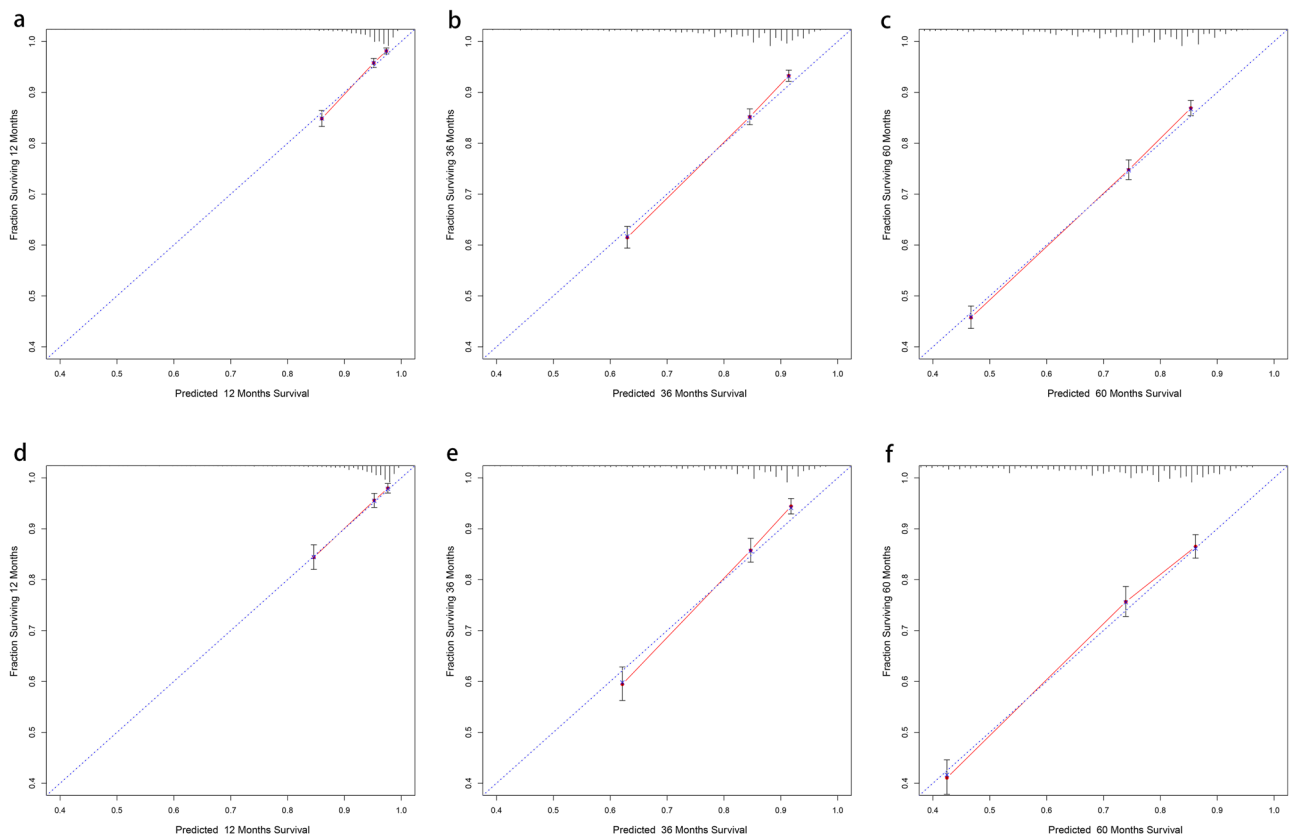 a
Fraction Surviving 12 Months
1.0
0.9
0.8
0.7
0.6
0.5
0.4
0.4 0.5 0.6 0.7 0.8 0.9 1.0
Predicted 12 Months Survival
b
Fraction Surviving 36 Months
1.0
0.9
0.8
0.7
0.6
0.5
0.4
0.4 0.5 0.6 0.7 0.8 0.9 1.0
Predicted 36 Months Survival
c
Fraction Surviving 60 Months
1.0
0.9
0.8
0.7
0.6
0.5
0.4
0.4 0.5 0.6 0.7 0.8 0.9 1.0
Predicted 60 Months Survival
d
Fraction Surviving 12 Months
1.0
0.9
0.8
0.7
0.6
0.5
0.4
0.4 0.5 0.6 0.7 0.8 0.9 1.0
Predicted 12 Months Survival
e
Fraction Surviving 36 Months
1.0
0.9
0.8
0.7
0.6
0.5
0.4
0.4 0.5 0.6 0.7 0.8 0.9 1.0
Predicted 36 Months Survival
f
Fraction Surviving 60 Months
1.0
0.9
0.8
0.7
0.6
0.5
0.4
0.4 0.5 0.6 0.7 0.8 0.9 1.0
Predicted 60 Months Survival